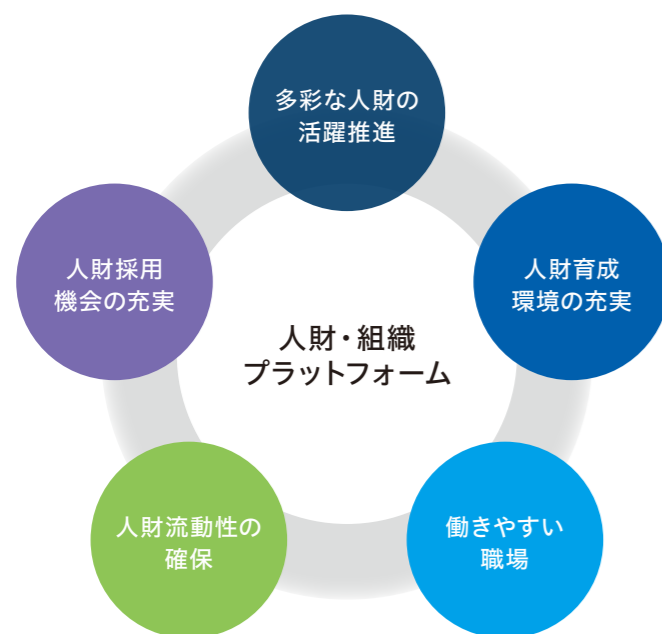 多彩な人財の
活躍推進
人財採用
機会の充実
人財育成
環境の充実
人財・組織
プラットフォーム
人財流動性の
確保
働きやすい
職場